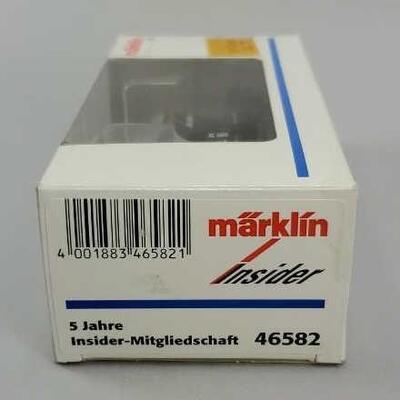 märklin
4 001883 465821
Insider
5 Jahre
Insider-Mitgliedschaft 46582